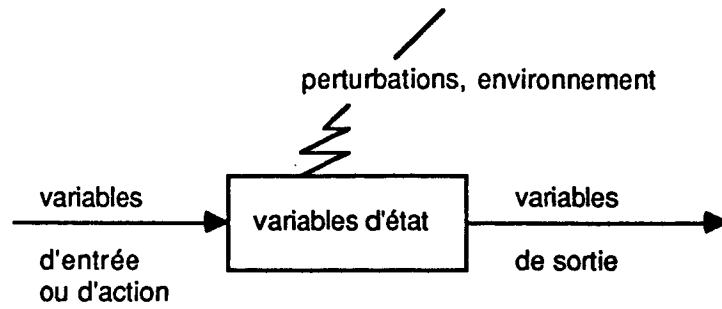 perturbations, environnement
variables
d'entrée
ou d'action
variables d'état
variables
de sortie